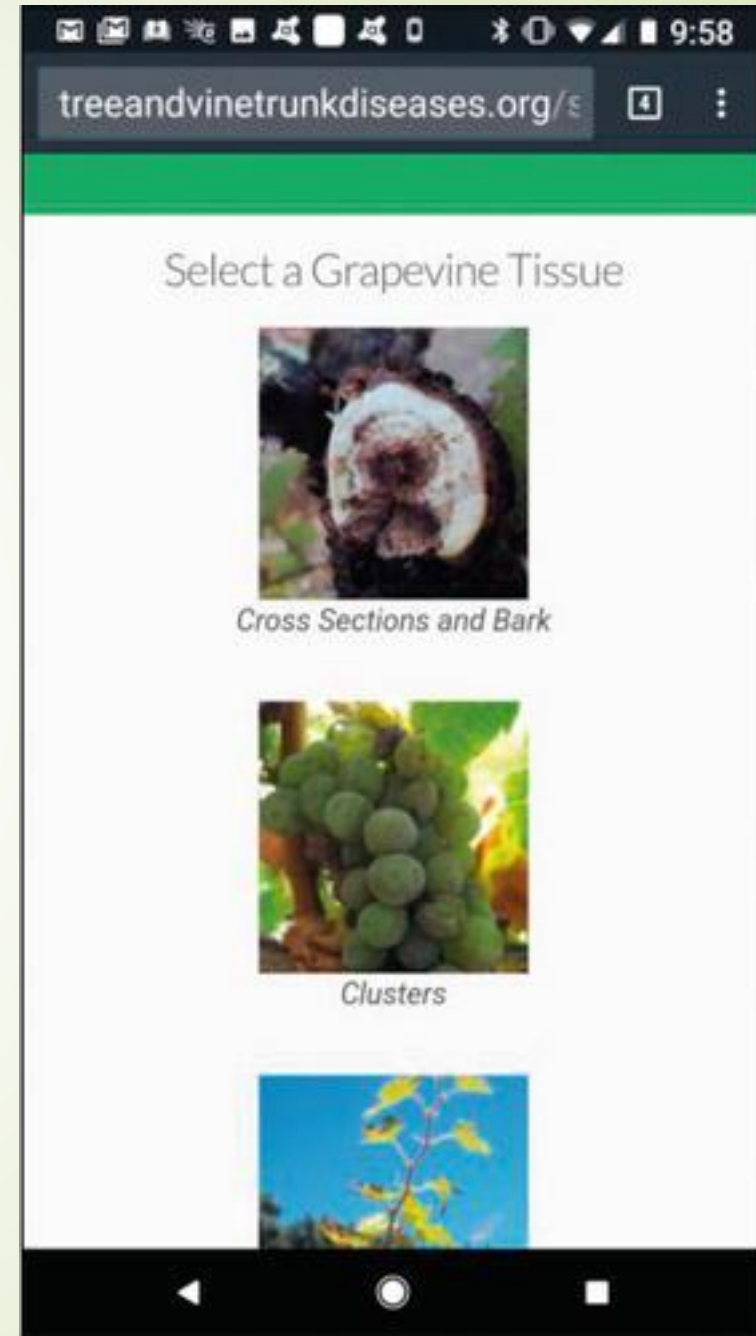 9:58
treeandvinetrunkdiseases.org/s
4
Select a Grapevine Tissue
Cross Sections and Bark
Clusters